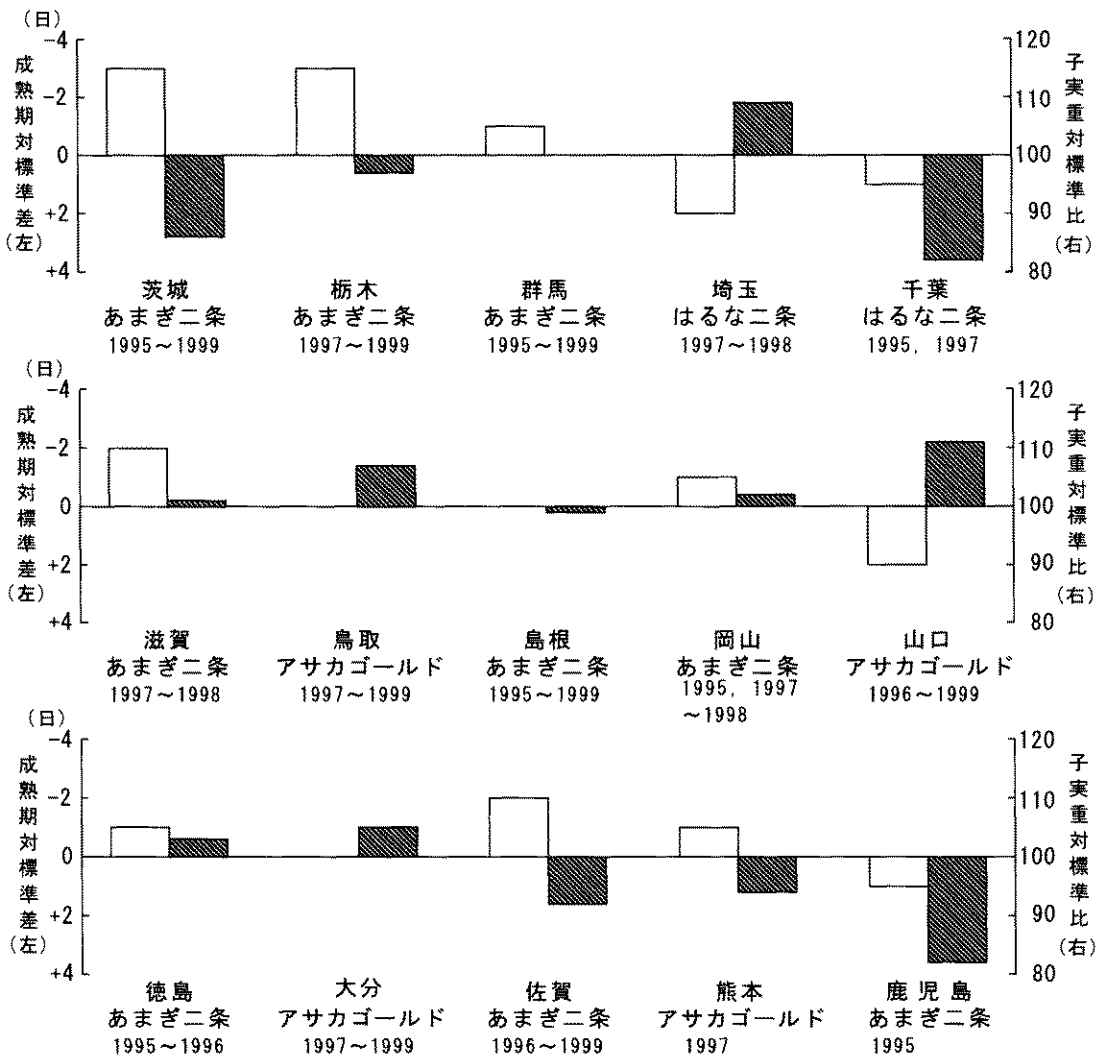 (日)
-4
-2
0
+2
+4
成熟期対標準差(左)
120
110
100
90
80
子実重対標準比(右)
茨城 栃木 群馬 埼玉 千葉
あまぎ二条 あまぎ二条 あまぎ二条 はるな二条 はるな二条
1995～1999 1997～1999 1995～1999 1997～1998 1995, 1997
(日)
-4
-2
0
+2
+4
成熟期対標準差(左)
120
110
100
90
80
子実重対標準比(右)
滋賀 鳥取 島根 岡山 山口
あまぎ二条 アサカゴールド あまぎ二条 あまぎ二条 アサカゴールド
1997～1998 1997～1999 1995～1999 1995, 1997 1996～1999
～1998
(日)
-4
-2
0
+2
+4
成熟期対標準差(左)
120
110
100
90
80
子実重対標準比(右)
徳島 大分 佐賀 熊本 鹿児島
あまぎ二条 アサカゴールド あまぎ二条 アサカゴールド あまぎ二条
1995～1996 1997～1999 1996～1999 1997 1995